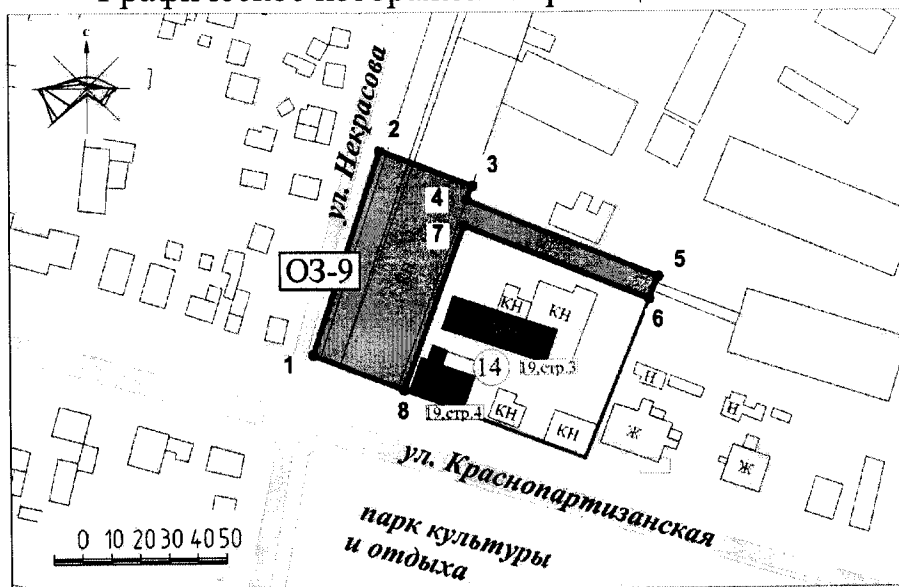 с
ул. Некрасова
2
3
4
7
5
6
ОЗ-9
кн
кн
14
19,стр.3
1
8
19,стр.4
кн
кн
н
н
ж
ж
ул. Краснопартизанская
парк культуры
и отдыха
0 10 20 30 40 50